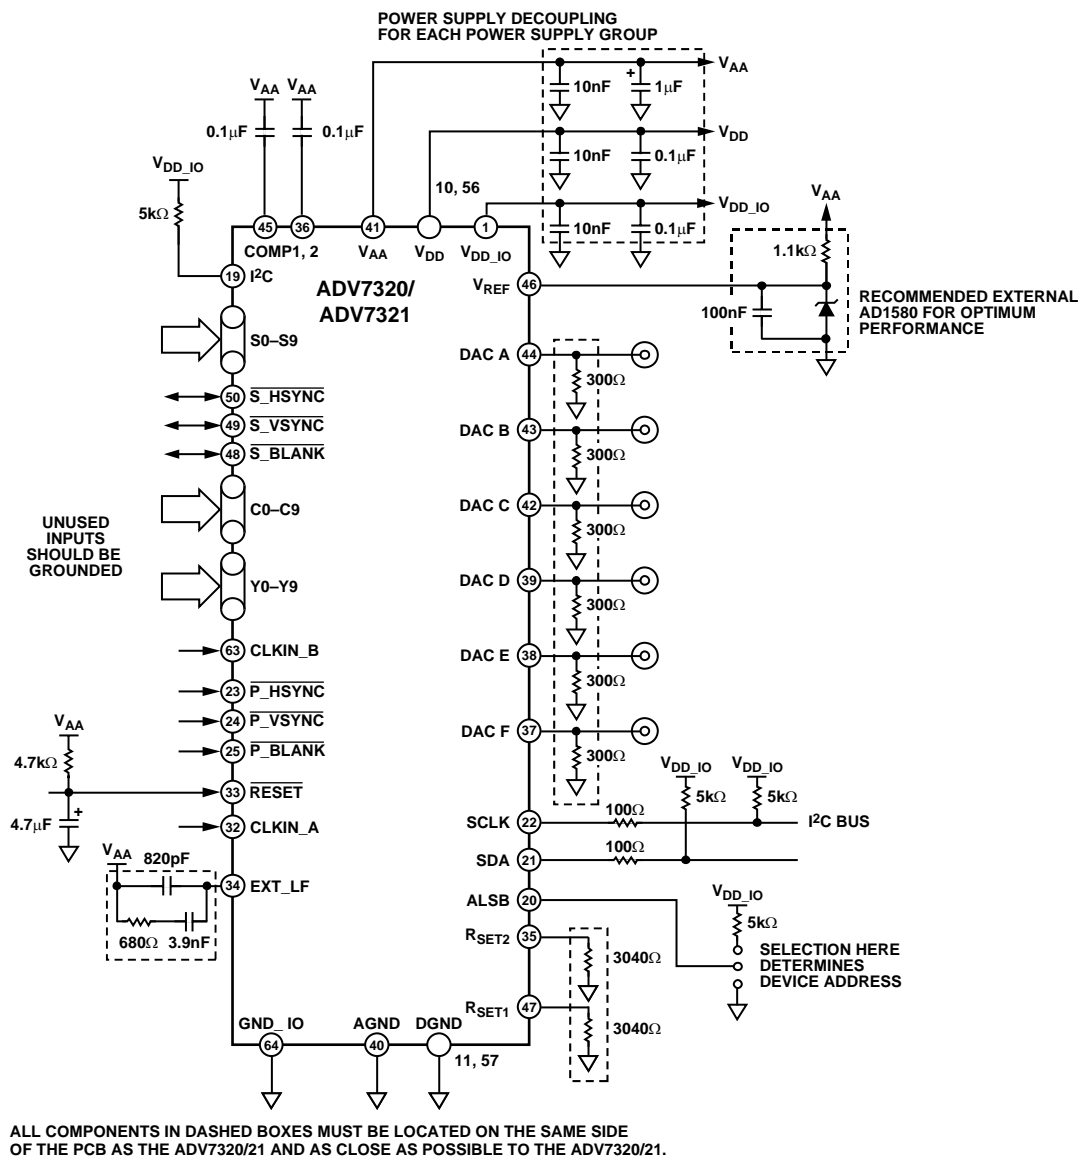 POWER SUPPLY DECOUPLING
FOR EACH POWER SUPPLY GROUP
VAA
10nF
+
1µF
VAA
VAA
0.1µF
0.1µF
VDD
10nF
0.1µF
VDD_IO
5kΩ
10, 56
VDD_IO
10nF
0.1µF
VAA
1.1kΩ
45
36
41
1
COMP1, 2
VAA
VDD
VDD_IO
19
I2C
VREF
46
ADV7320/
ADV7321
100nF
RECOMMENDED EXTERNAL
AD1580 FOR OPTIMUM
PERFORMANCE
S0–S9
DAC A
44
300Ω
50
S_HSYNC
49
S_VSYNC
48
S_BLANK
DAC B
43
300Ω
C0–C9
DAC C
42
300Ω
UNUSED
INPUTS
SHOULD BE
GROUNDED
Y0–Y9
DAC D
39
300Ω
63
CLKIN_B
DAC E
38
300Ω
23
P_HSYNC
24
P_VSYNC
25
P_BLANK
DAC F
37
300Ω
VAA
4.7kΩ
33
RESET
4.7µF
+
32
CLKIN_A
VDD_IO
VDD_IO
5kΩ
5kΩ
SCLK
22
100Ω
I2C BUS
SDA
21
100Ω
VAA
820pF
34
EXT_LF
680Ω
3.9nF
ALSB
20
VDD_IO
5kΩ
SELECTION HERE
DETERMINES
DEVICE ADDRESS
RSET2
35
3040Ω
RSET1
47
3040Ω
GND_ IO
AGND
DGND
64
40
11, 57
ALL COMPONENTS IN DASHED BOXES MUST BE LOCATED ON THE SAME SIDE
OF THE PCB AS THE ADV7320/21 AND AS CLOSE AS POSSIBLE TO THE ADV7320/21.